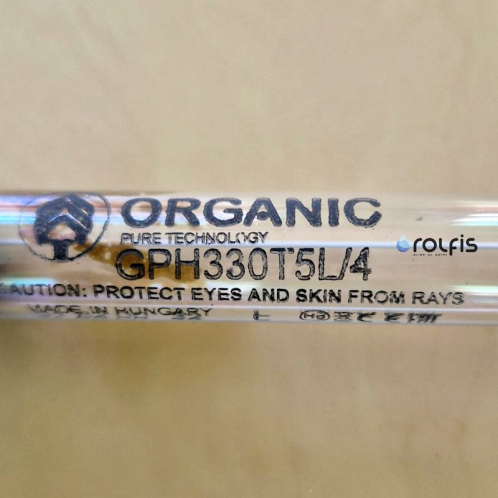 ORGANIC
PURE TECHNOLOGY
GPH330T5L/4
rolfis
CAUTION: PROTECT EYES AND SKIN FROM RAYS
MADE IN HUNGARY